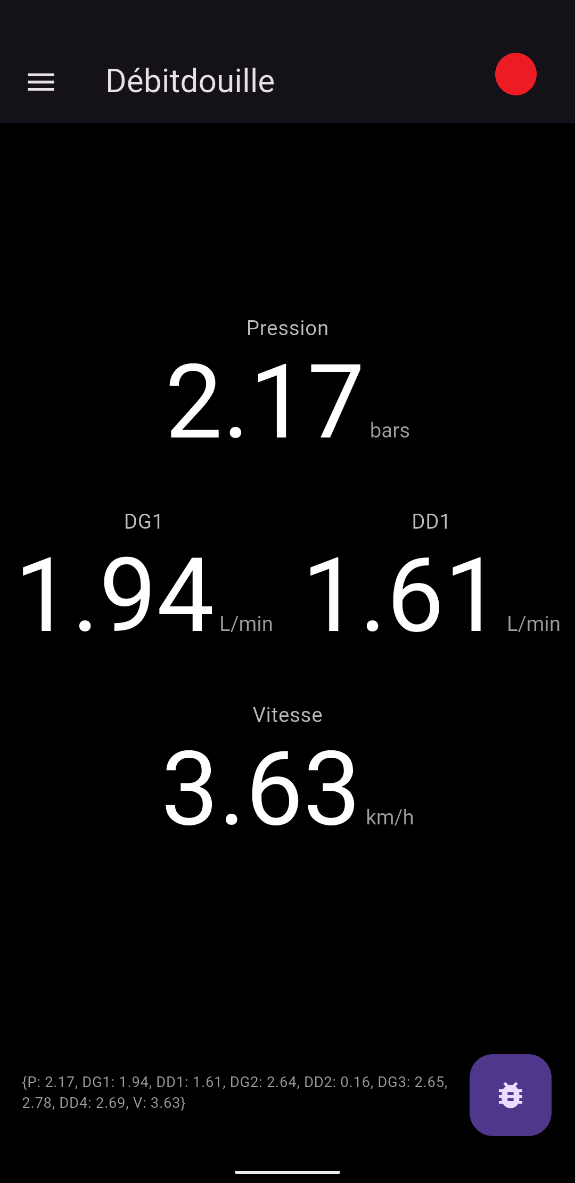 Débitdouille
Pression
2.17 bars
DG1
DD1
1.94 L/min
1.61 L/min
Vitesse
3.63 km/h
{P: 2.17, DG1: 1.94, DD1: 1.61, DG2: 2.64, DD2: 0.16, DG3: 2.65,
2.78, DD4: 2.69, V: 3.63}